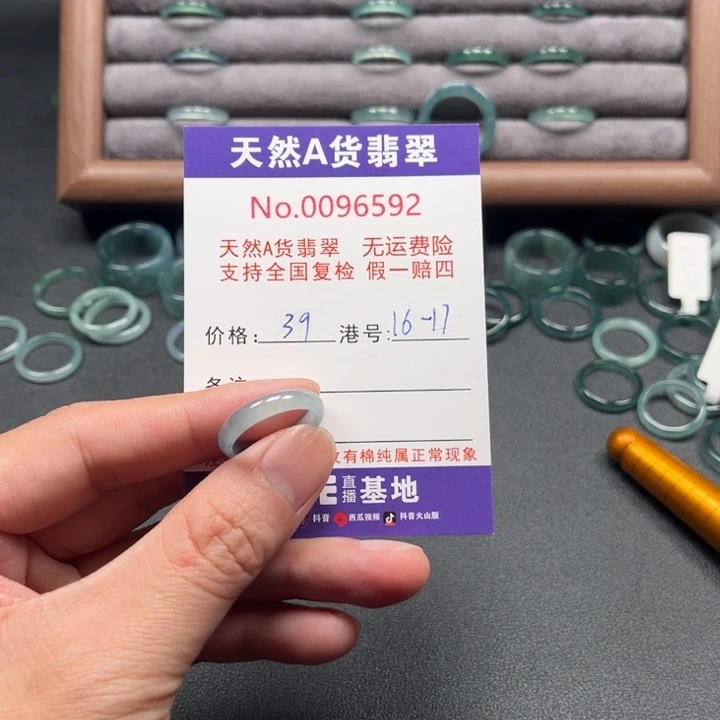 天然A货翡翠
No.0096592
天然A货翡翠 无运费险
支持全国复检 假一赔四
价格: 39 港号: 16-17
备注
纹有棉纯属正常现象
直播基地
抖音 西瓜视频 抖音火山版